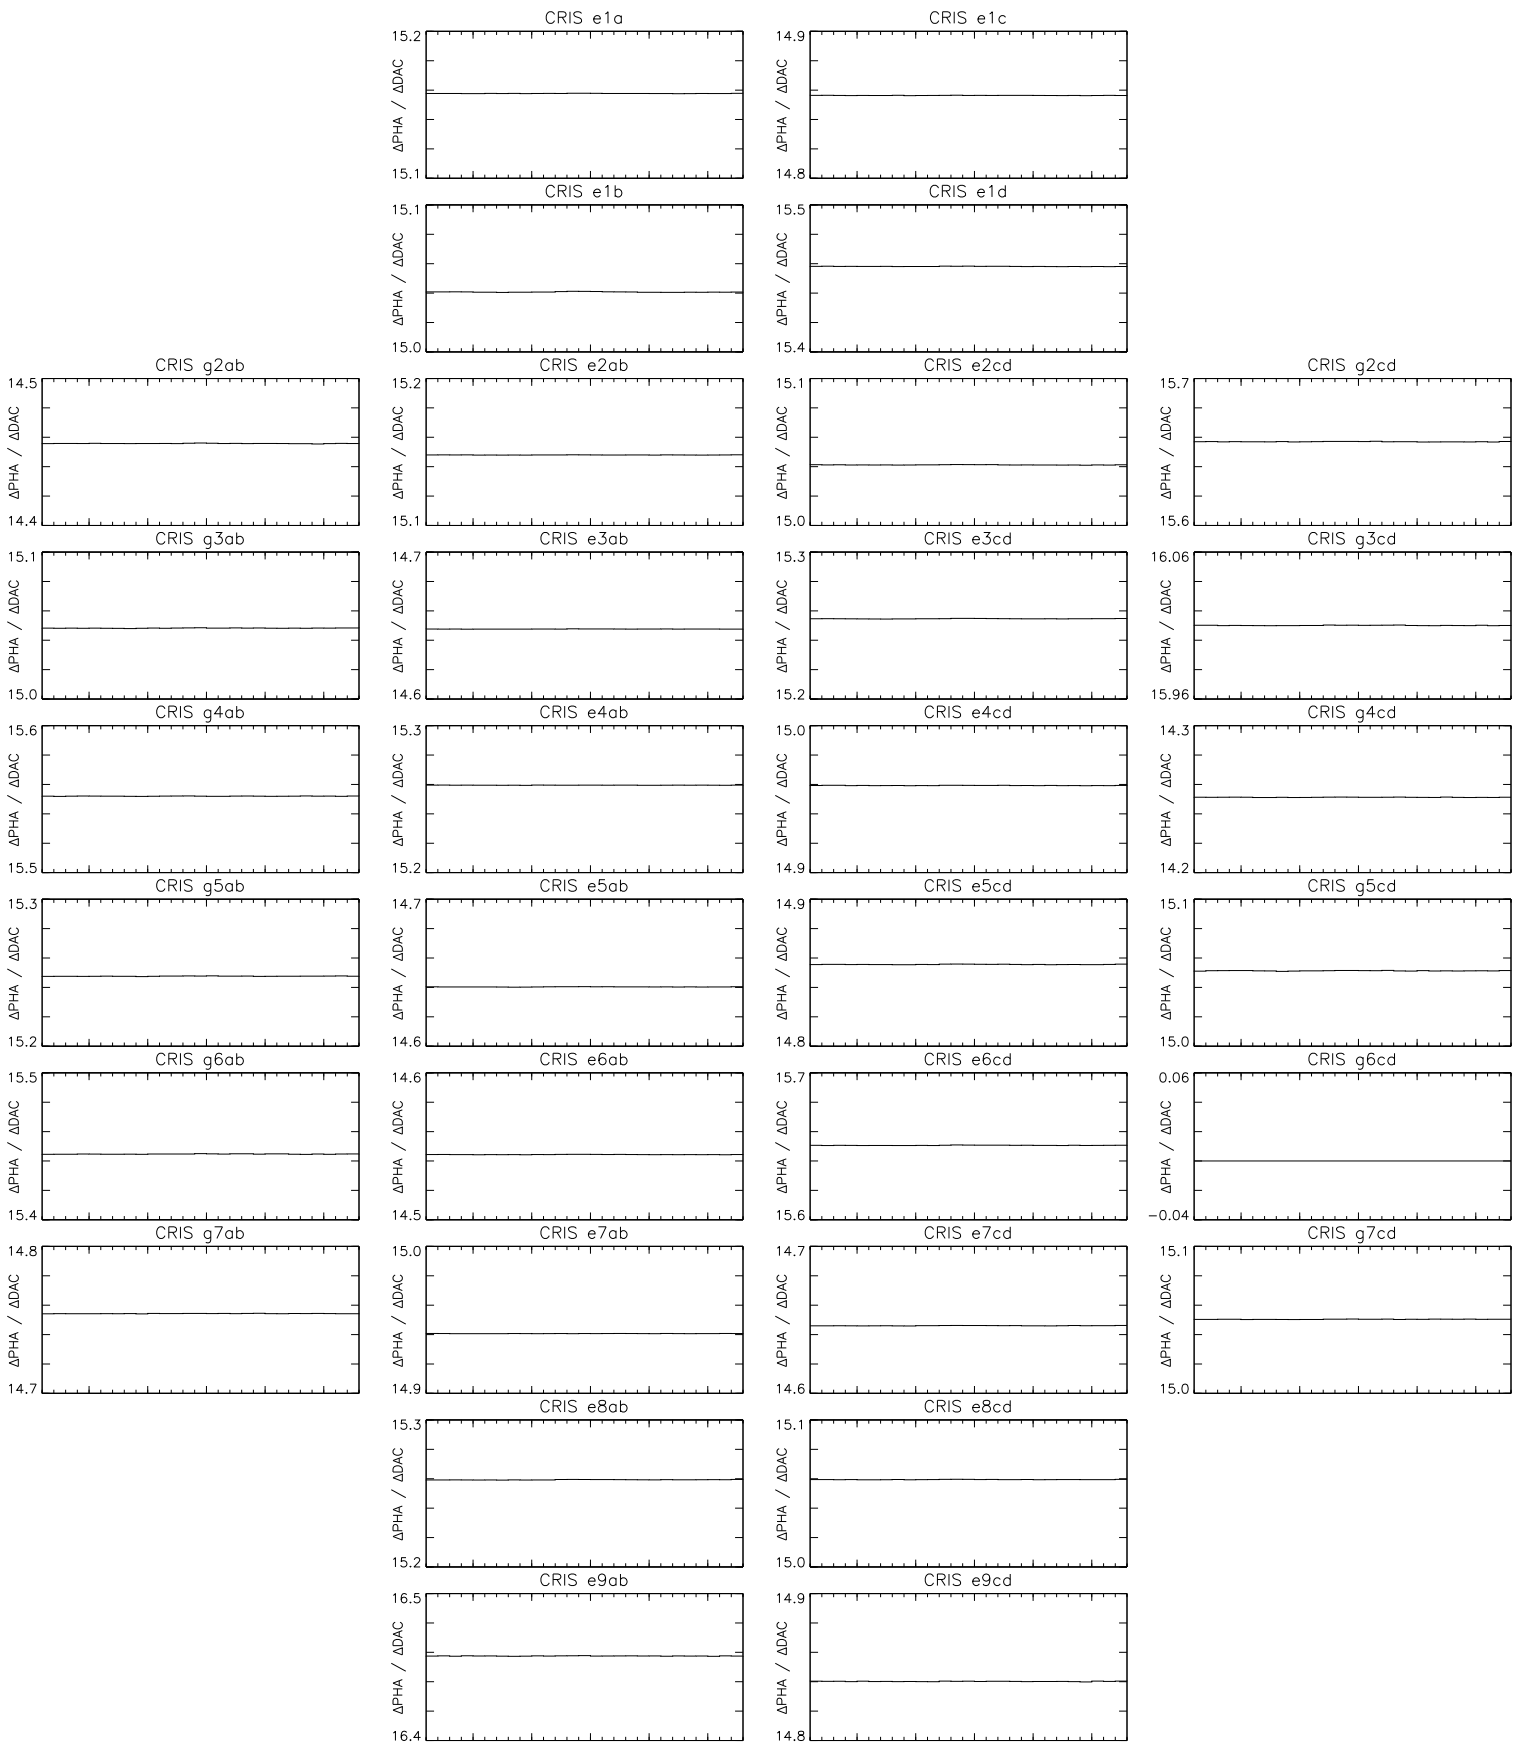 CRIS e1a
15.2
ΔPHA / ΔDAC
15.1
CRIS e1c
14.9
ΔPHA / ΔDAC
14.8
CRIS e1b
15.1
ΔPHA / ΔDAC
15.0
CRIS e1d
15.5
ΔPHA / ΔDAC
15.4
CRIS g2ab
14.5
ΔPHA / ΔDAC
14.4
CRIS e2ab
15.2
ΔPHA / ΔDAC
15.1
CRIS e2cd
15.1
ΔPHA / ΔDAC
15.0
CRIS g2cd
15.7
ΔPHA / ΔDAC
15.6
CRIS g3ab
15.1
ΔPHA / ΔDAC
15.0
CRIS e3ab
14.7
ΔPHA / ΔDAC
14.6
CRIS e3cd
15.3
ΔPHA / ΔDAC
15.2
CRIS g3cd
16.06
ΔPHA / ΔDAC
15.96
CRIS g4ab
15.6
ΔPHA / ΔDAC
15.5
CRIS e4ab
15.3
ΔPHA / ΔDAC
15.2
CRIS e4cd
15.0
ΔPHA / ΔDAC
14.9
CRIS g4cd
14.3
ΔPHA / ΔDAC
14.2
CRIS g5ab
15.3
ΔPHA / ΔDAC
15.2
CRIS e5ab
14.7
ΔPHA / ΔDAC
14.6
CRIS e5cd
14.9
ΔPHA / ΔDAC
14.8
CRIS g5cd
15.1
ΔPHA / ΔDAC
15.0
CRIS g6ab
15.5
ΔPHA / ΔDAC
15.4
CRIS e6ab
14.6
ΔPHA / ΔDAC
14.5
CRIS e6cd
15.7
ΔPHA / ΔDAC
15.6
CRIS g6cd
0.06
ΔPHA / ΔDAC
−0.04
CRIS g7ab
14.8
ΔPHA / ΔDAC
14.7
CRIS e7ab
15.0
ΔPHA / ΔDAC
14.9
CRIS e7cd
14.7
ΔPHA / ΔDAC
14.6
CRIS g7cd
15.1
ΔPHA / ΔDAC
15.0
CRIS e8ab
15.3
ΔPHA / ΔDAC
15.2
CRIS e8cd
15.1
ΔPHA / ΔDAC
15.0
CRIS e9ab
16.5
ΔPHA / ΔDAC
16.4
CRIS e9cd
14.9
ΔPHA / ΔDAC
14.8